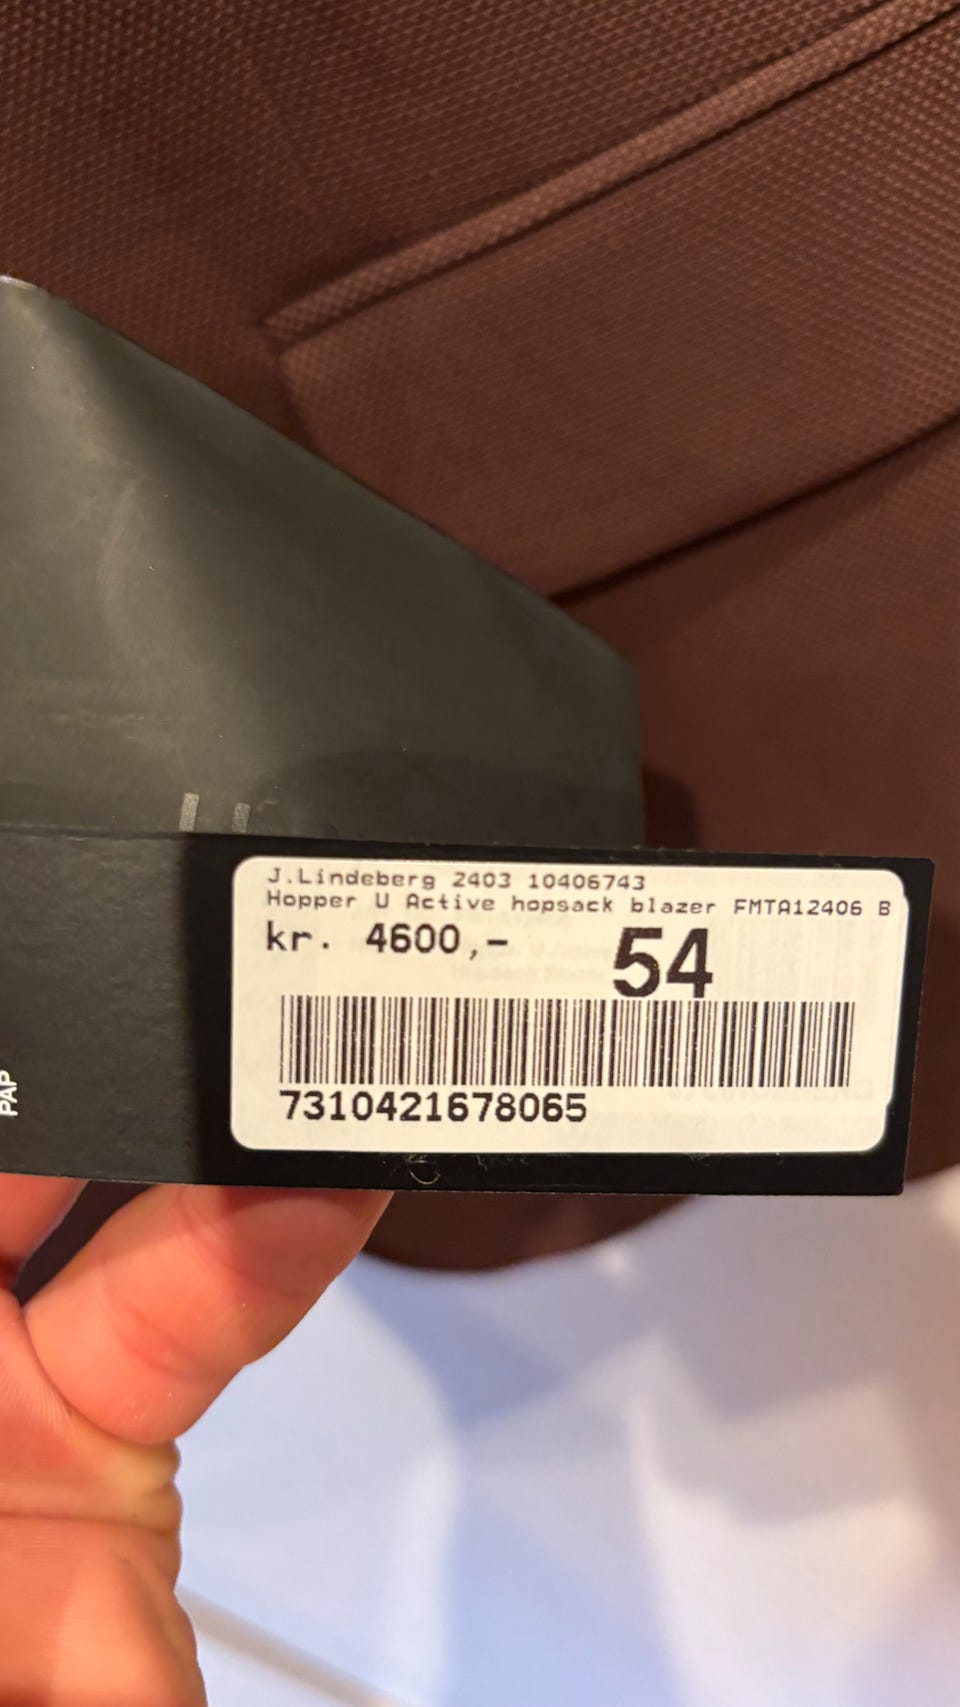 J.Lindeberg 2403 10406743
Hopper U Active hopsack blazer FMTA12406 B
kr. 4600,-
54
7310421678065
PAP